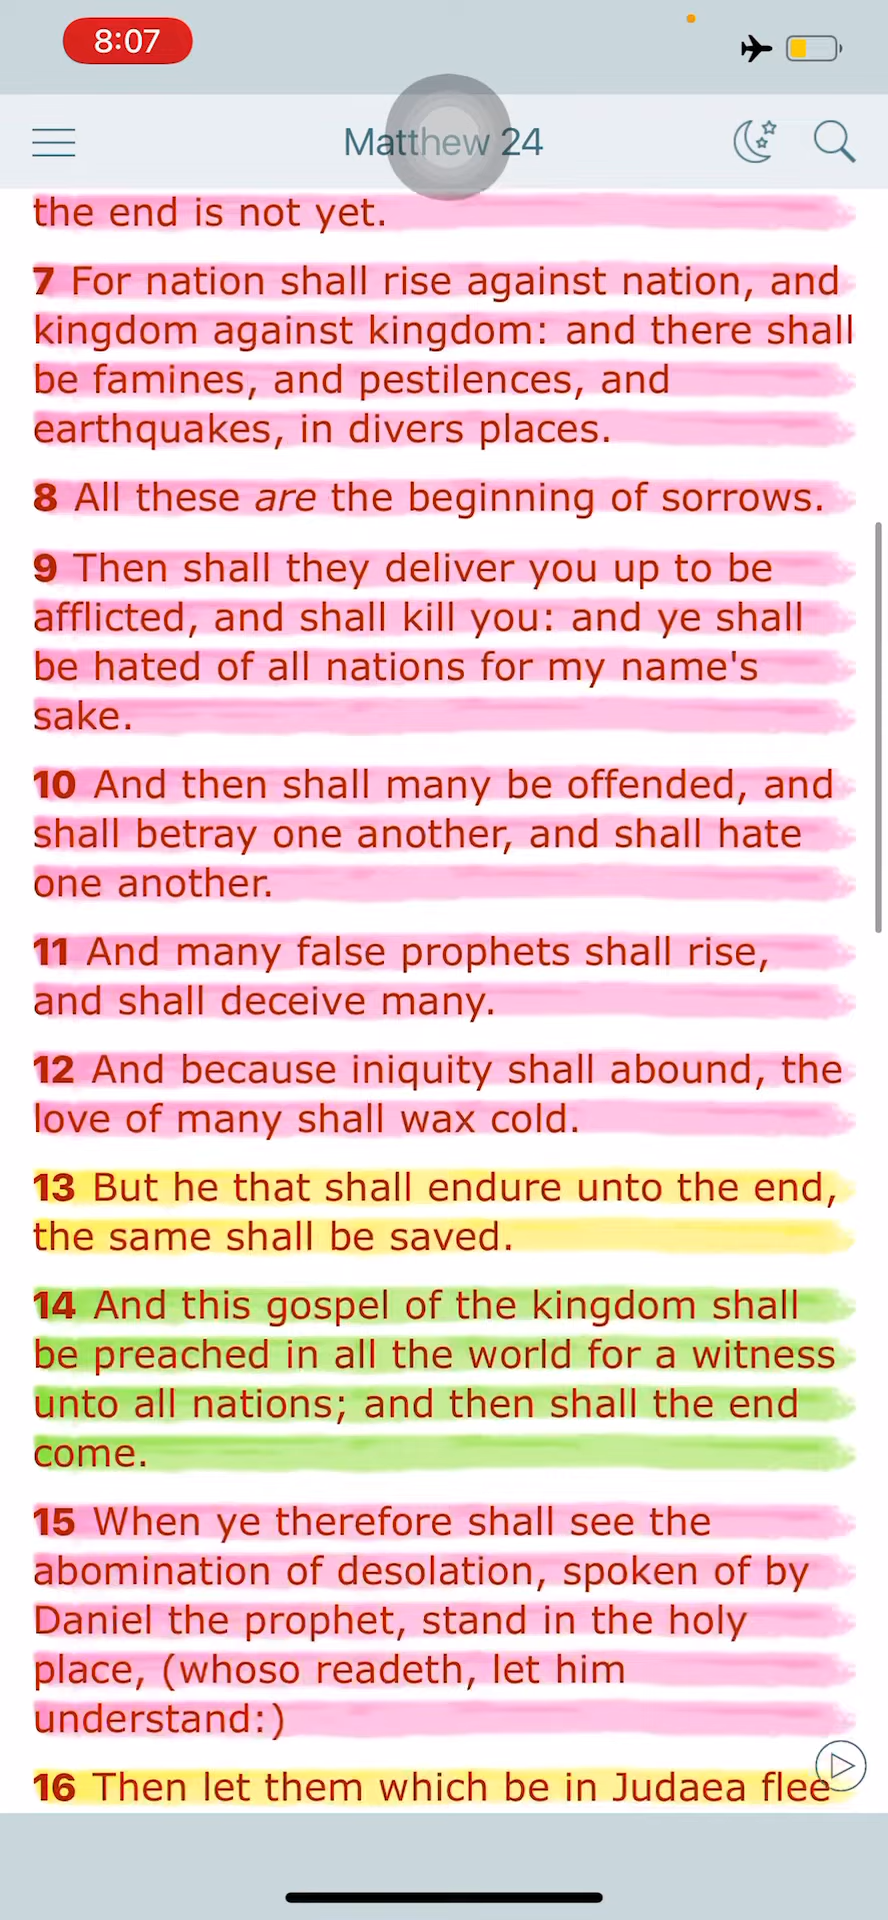 8:07
Matthew 24
the end is not yet.
7 For nation shall rise against nation, and
kingdom against kingdom: and there shall
be famines, and pestilences, and
earthquakes, in divers places.
8 All these are the beginning of sorrows.
9 Then shall they deliver you up to be
afflicted, and shall kill you: and ye shall
be hated of all nations for my name's
sake.
10 And then shall many be offended, and
shall betray one another, and shall hate
one another.
11 And many false prophets shall rise,
and shall deceive many.
12 And because iniquity shall abound, the
love of many shall wax cold.
13 But he that shall endure unto the end,
the same shall be saved.
14 And this gospel of the kingdom shall
be preached in all the world for a witness
unto all nations; and then shall the end
come.
15 When ye therefore shall see the
abomination of desolation, spoken of by
Daniel the prophet, stand in the holy
place, (whoso readeth, let him
understand:)
16 Then let them which be in Judaea flee